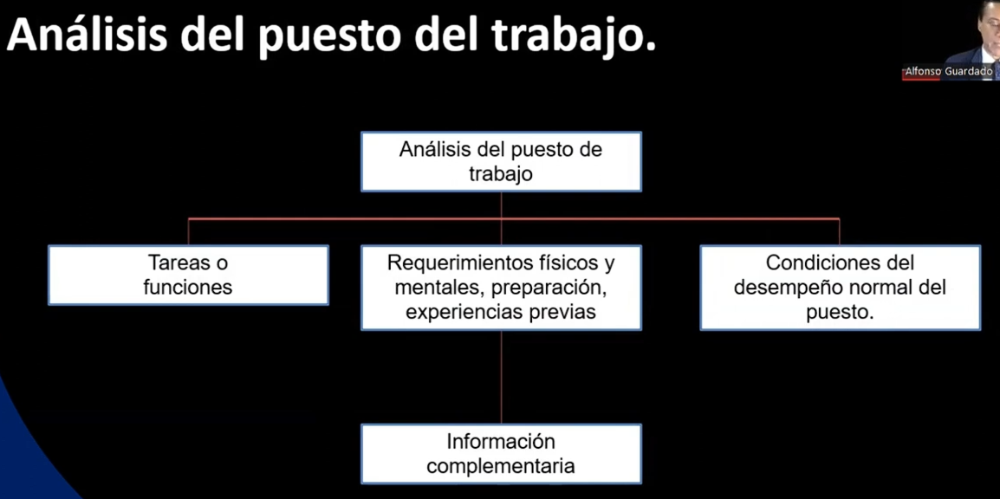 Análisis del puesto del trabajo.
Alfonso Guardado
Análisis del puesto de
trabajo
Tareas o
funciones
Requerimientos físicos y
mentales, preparación,
experiencias previas
Condiciones del
desempeño normal del
puesto.
Información
complementaria